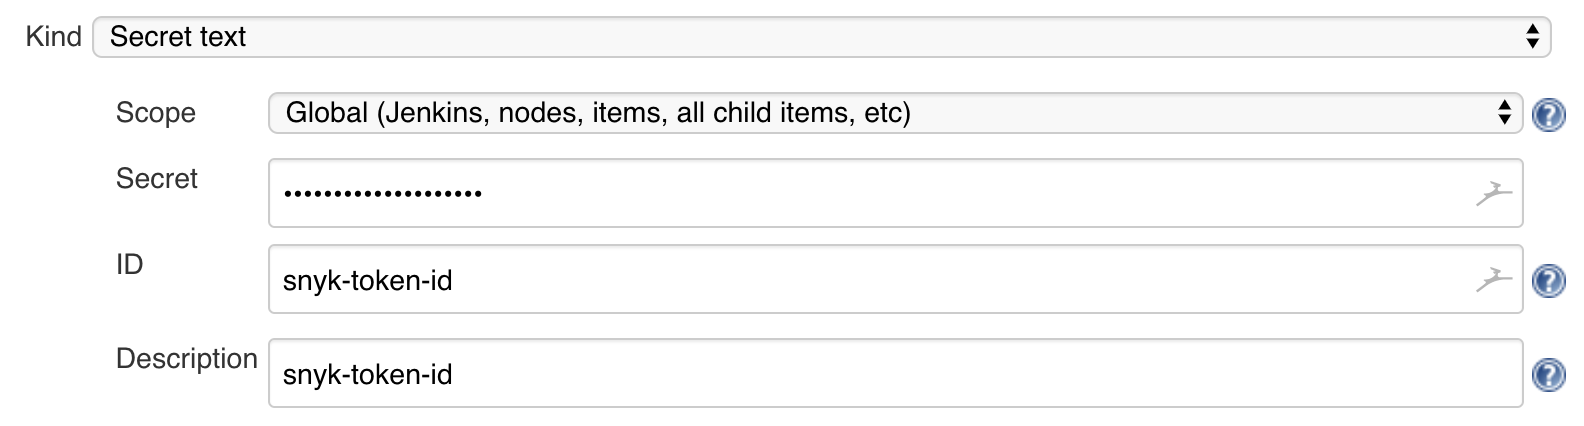 Kind Secret text
Scope Global (Jenkins, nodes, items, all child items, etc) ?
Secret ••••••••••••••••••••
ID snyk-token-id ?
Description snyk-token-id ?